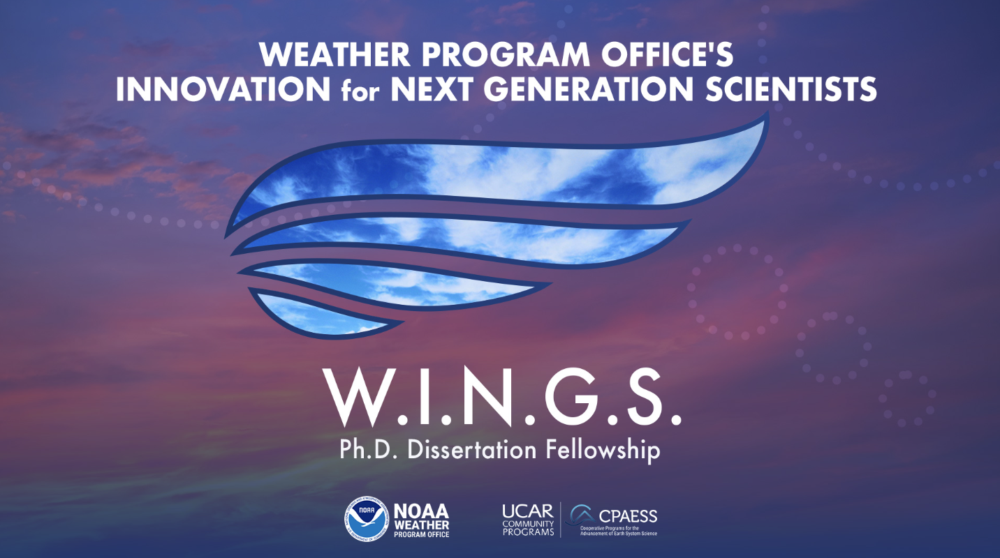 WEATHER PROGRAM OFFICE'S
INNOVATION for NEXT GENERATION SCIENTISTS
W.I.N.G.S.
Ph.D. Dissertation Fellowship
NOAA
NOAA
WEATHER
PROGRAM OFFICE
UCAR
COMMUNITY
PROGRAMS
CPAESS
Cooperative Programs for the
Advancement of Earth System Science